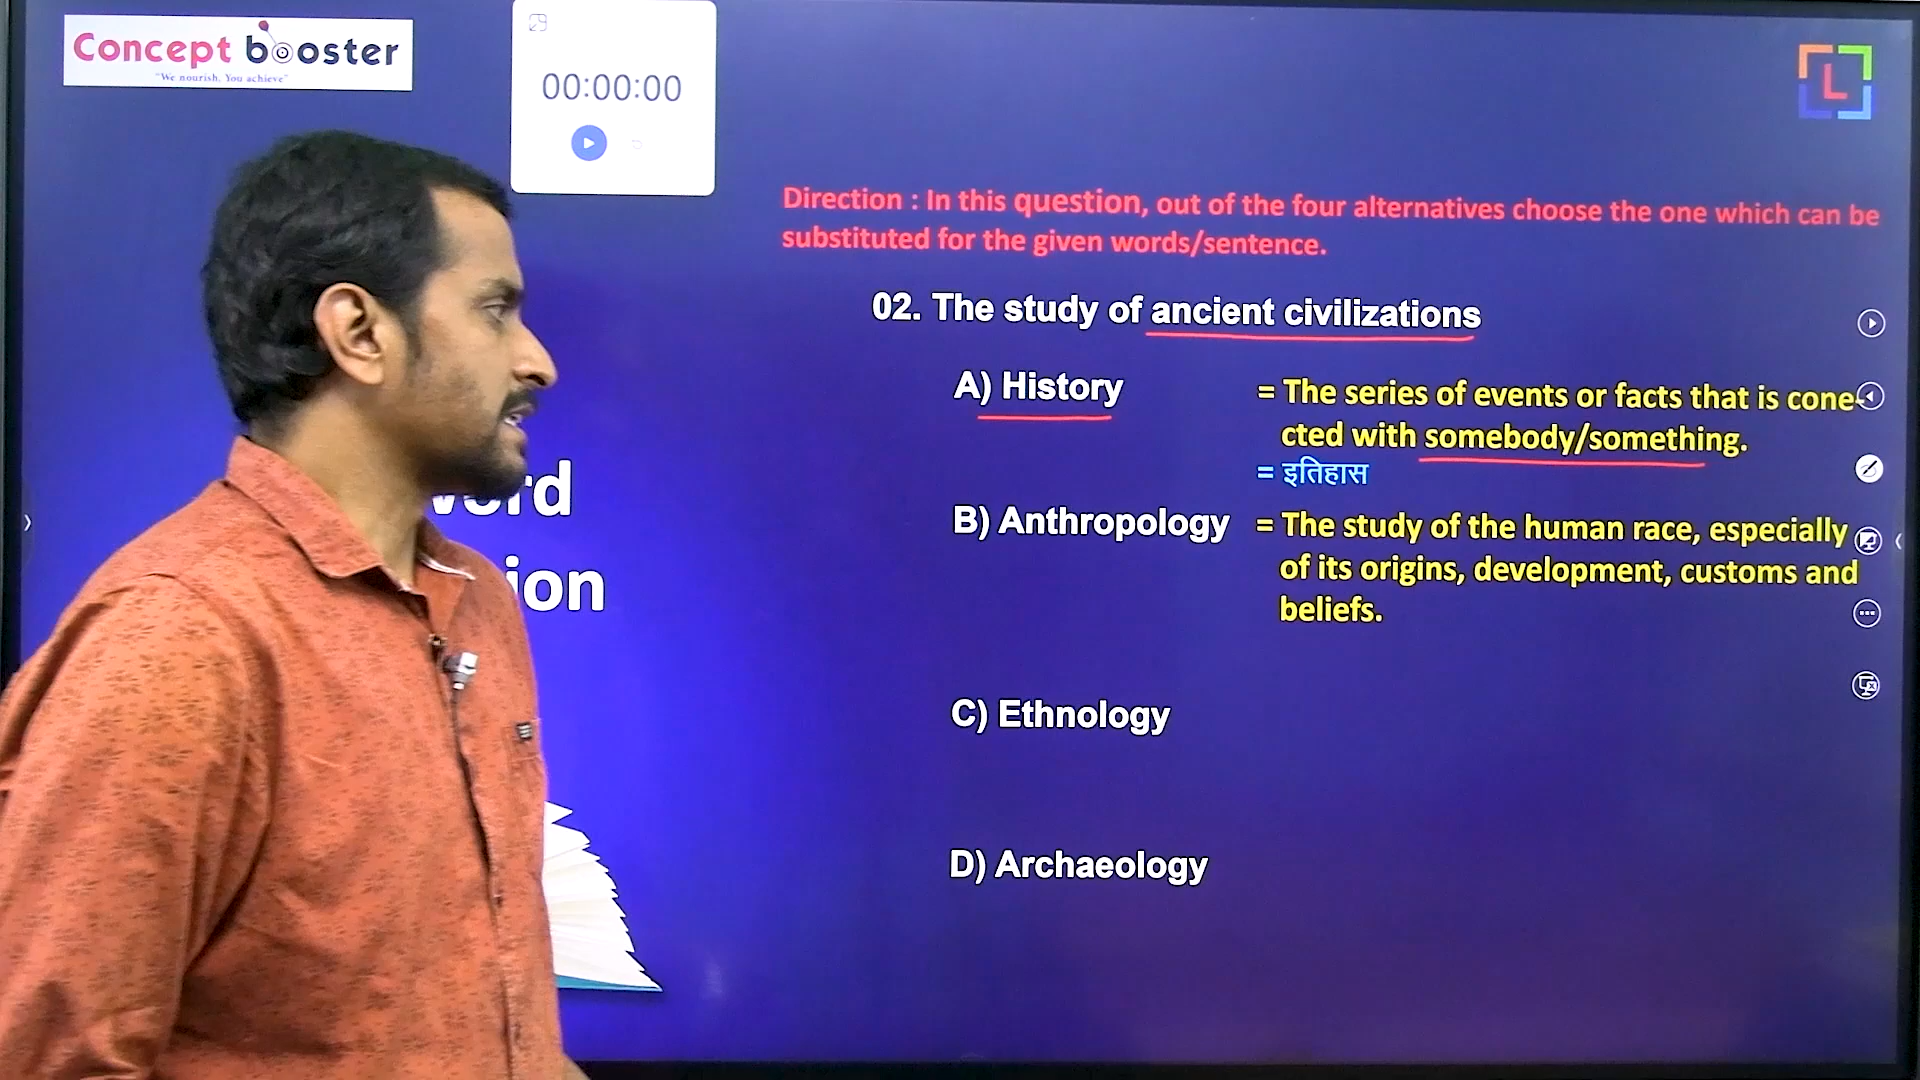 Concept booster
"We nourish, You achieve"
00:00:00
L
Direction : In this question, out of the four alternatives choose the one which can be
substituted for the given words/sentence.
02. The study of ancient civilizations
A) History = The series of events or facts that is cone-
cted with somebody/something.
= इतिहास
B) Anthropology = The study of the human race, especially
of its origins, development, customs and
beliefs.
C) Ethnology
D) Archaeology